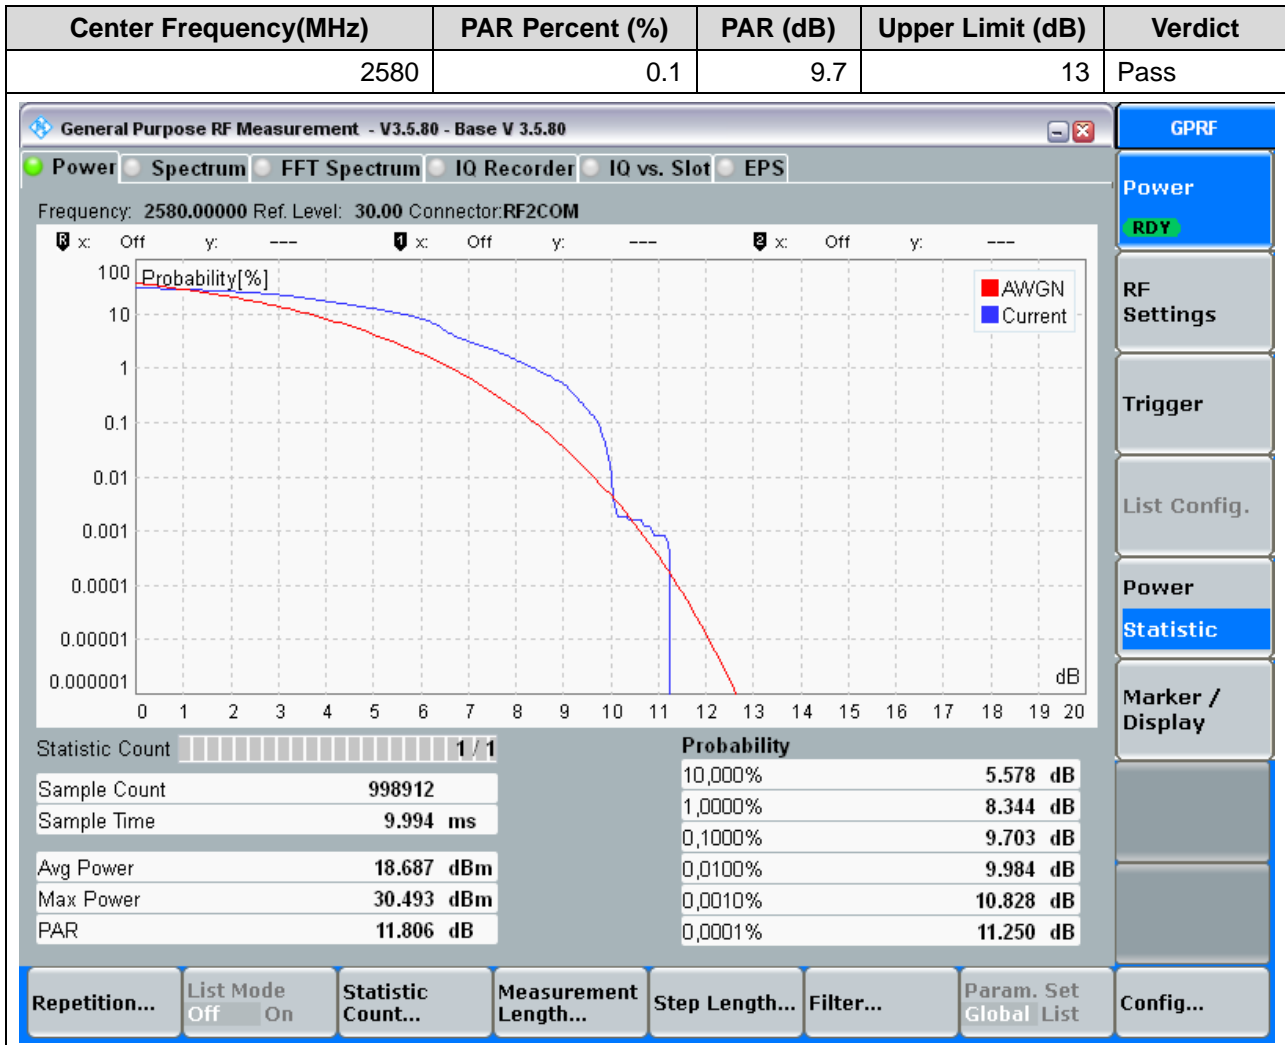 Center Frequency(MHz) PAR Percent (%) PAR (dB) Upper Limit (dB) Verdict
2580 0.1 9.7 13 Pass
General Purpose RF Measurement - V3.5.80 - Base V 3.5.80
GPRF
Power Spectrum FFT Spectrum IQ Recorder IQ vs. Slot EPS
Frequency: 2580.00000 Ref. Level: 30.00 Connector:RF2COM
R x: Off y: --- 1 x: Off y: --- 2 x: Off y: ---
Probability[%]
100
10
1
0.1
0.01
0.001
0.0001
0.00001
0.000001
AWGN
Current
dB
0 1 2 3 4 5 6 7 8 9 10 11 12 13 14 15 16 17 18 19 20
Statistic Count 1 / 1
Sample Count 998912
Sample Time 9.994 ms
Avg Power 18.687 dBm
Max Power 30.493 dBm
PAR 11.806 dB
Probability
10,000% 5.578 dB
1,0000% 8.344 dB
0,1000% 9.703 dB
0,0100% 9.984 dB
0,0010% 10.828 dB
0,0001% 11.250 dB
Power
RDY
RF
Settings
Trigger
List Config.
Power
Statistic
Marker /
Display
Repetition...
List Mode
Off On
Statistic
Count...
Measurement
Length...
Step Length...
Filter...
Param. Set
Global List
Config...